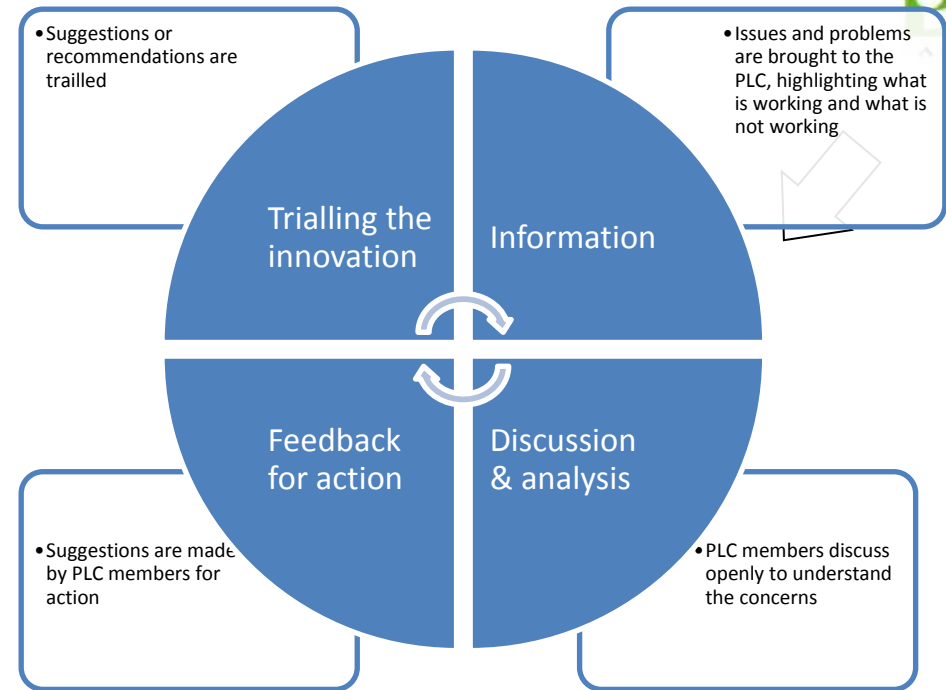 •Suggestions or
recommendations are
trailled
•Issues and problems
are brought to the
PLC, highlighting what
is working and what is
not working
Trialling the
innovation
Information
Feedback
for action
Discussion
& analysis
•Suggestions are made
by PLC members for
action
•PLC members discuss
openly to understand
the concerns